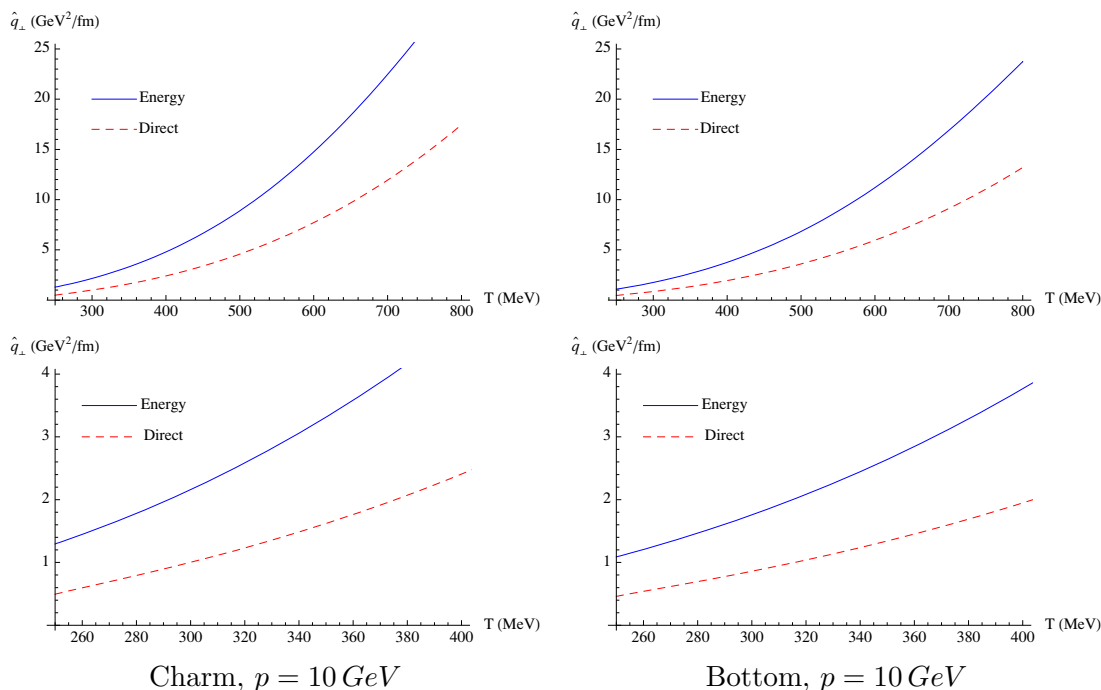 q̂⊥ (GeV²/fm)
25
20
15
10
5
Energy
Direct
300 400 500 600 700 800
T (MeV)
q̂⊥ (GeV²/fm)
25
20
15
10
5
Energy
Direct
300 400 500 600 700 800
T (MeV)
q̂⊥ (GeV²/fm)
4
3
2
1
Energy
Direct
260 280 300 320 340 360 380 400
T (MeV)
Charm, p = 10 GeV
q̂⊥ (GeV²/fm)
4
3
2
1
Energy
Direct
260 280 300 320 340 360 380 400
T (MeV)
Bottom, p = 10 GeV